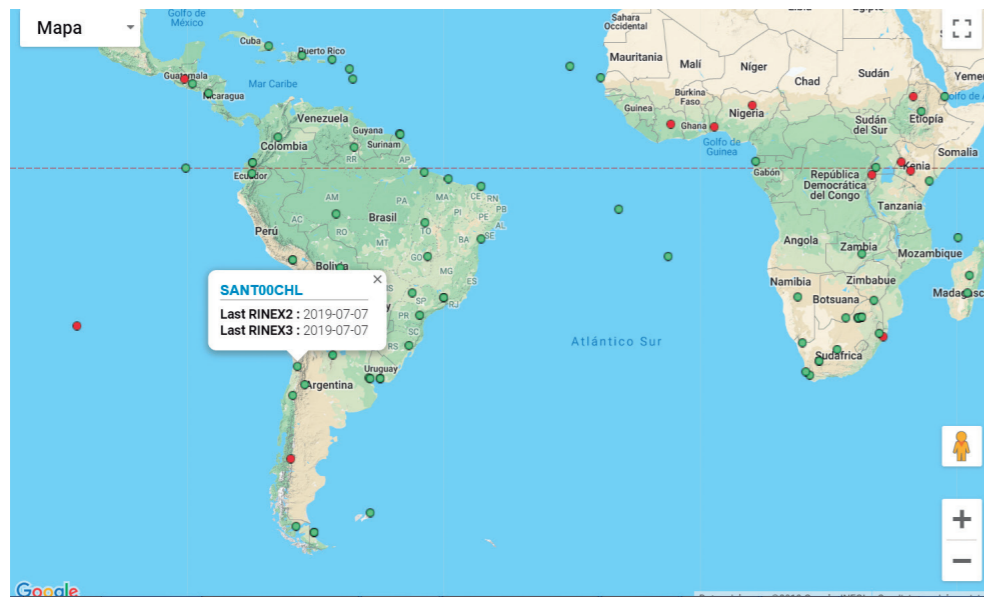 Mapa
Golfo de
México
Cuba
Puerto Rico
Guatemala
Mar Caribe
Nicaragua
Venezuela
Guyana
Surinam
Colombia
RR
AP
Ecuador
AM
PA
MA
CE
RN
PB
PI
PE
AL
SE
AC
Brasil
TO
RO
MT
BA
Perú
GO
Bolivia
MG
ES
SP
RJ
PR
SC
RS
SANT00CHL
Last RINEX2 : 2019-07-07
Last RINEX3 : 2019-07-07
Uruguay
Argentina
Atlántico Sur
Sahara
Occidental
Mauritania
Malí
Níger
Chad
Sudán
Yemen
Burkina
Faso
Guinea
Nigeria
Ghana
Golfo de
Guinea
Sudán
del Sur
Etiopía
Somalia
Gabón
Kenia
República
Democrática
del Congo
Tanzania
Angola
Zambia
Mozambique
Namibia
Zimbabue
Botsuana
Madagasc
Sudáfrica
Google